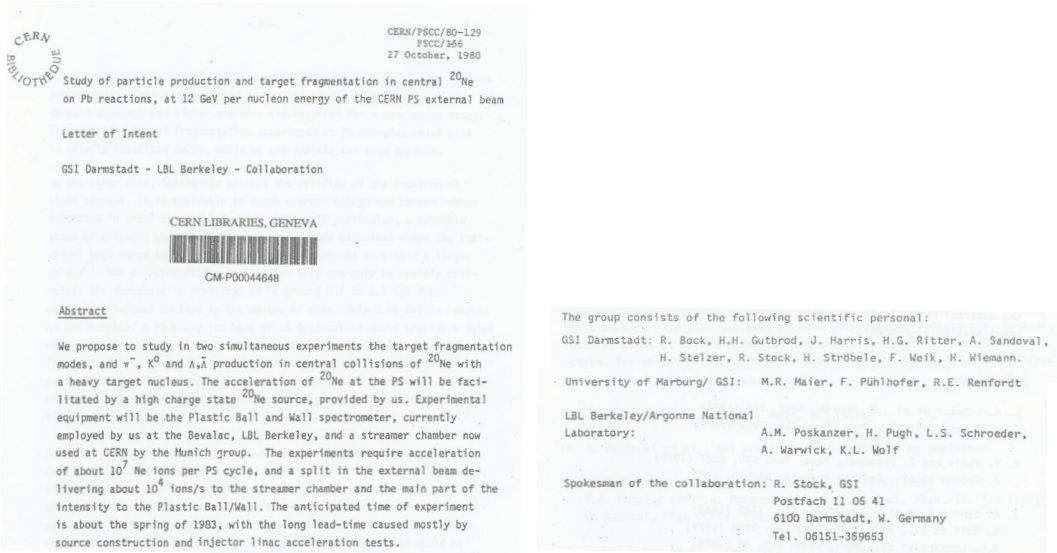 CERN
BIBLIOTHEQUE
CERN/PSCC/80-129
PSCC/156
27 October, 1980
Study of particle production and target fragmentation in central ²⁰Ne
on Pb reactions, at 12 GeV per nucleon energy of the CERN PS external beam
Letter of Intent
GSI Darmstadt - LBL Berkeley - Collaboration
CERN LIBRARIES, GENEVA
CM-P00044648
Abstract
We propose to study in two simultaneous experiments the target fragmentation
modes, and π⁻, K⁰ and Λ,Λ̄ production in central collisions of ²⁰Ne with
a heavy target nucleus. The acceleration of ²⁰Ne at the PS will be faci-
litated by a high charge state ²⁰Ne source, provided by us. Experimental
equipment will be the Plastic Ball and Wall spectrometer, currently
employed by us at the Bevalac, LBL Berkeley, and a streamer chamber now
used at CERN by the Munich group. The experiments require acceleration
of about 10⁷ Ne ions per PS cycle, and a split in the external beam de-
livering about 10⁴ ions/s to the streamer chamber and the main part of the
intensity to the Plastic Ball/Wall. The anticipated time of experiment
is about the spring of 1983, with the long lead-time caused mostly by
source construction and injector linac acceleration tests.
The group consists of the following scientific personal:
GSI Darmstadt: R. Bock, H.H. Gutbrod, J. Harris, H.G. Ritter, A. Sandoval,
H. Stelzer, R. Stock, H. Ströbele, F. Weik, H. Wiemann.
University of Marburg/ GSI: M.R. Maier, F. Pühlhofer, R.E. Renfordt
LBL Berkeley/Argonne National
Laboratory: A.M. Poskanzer, H. Pugh, L.S. Schroeder,
A. Warwick, K.L. Wolf
Spokesman of the collaboration: R. Stock, GSI
Postfach 11 05 41
6100 Darmstadt, W. Germany
Tel. 06151-359653